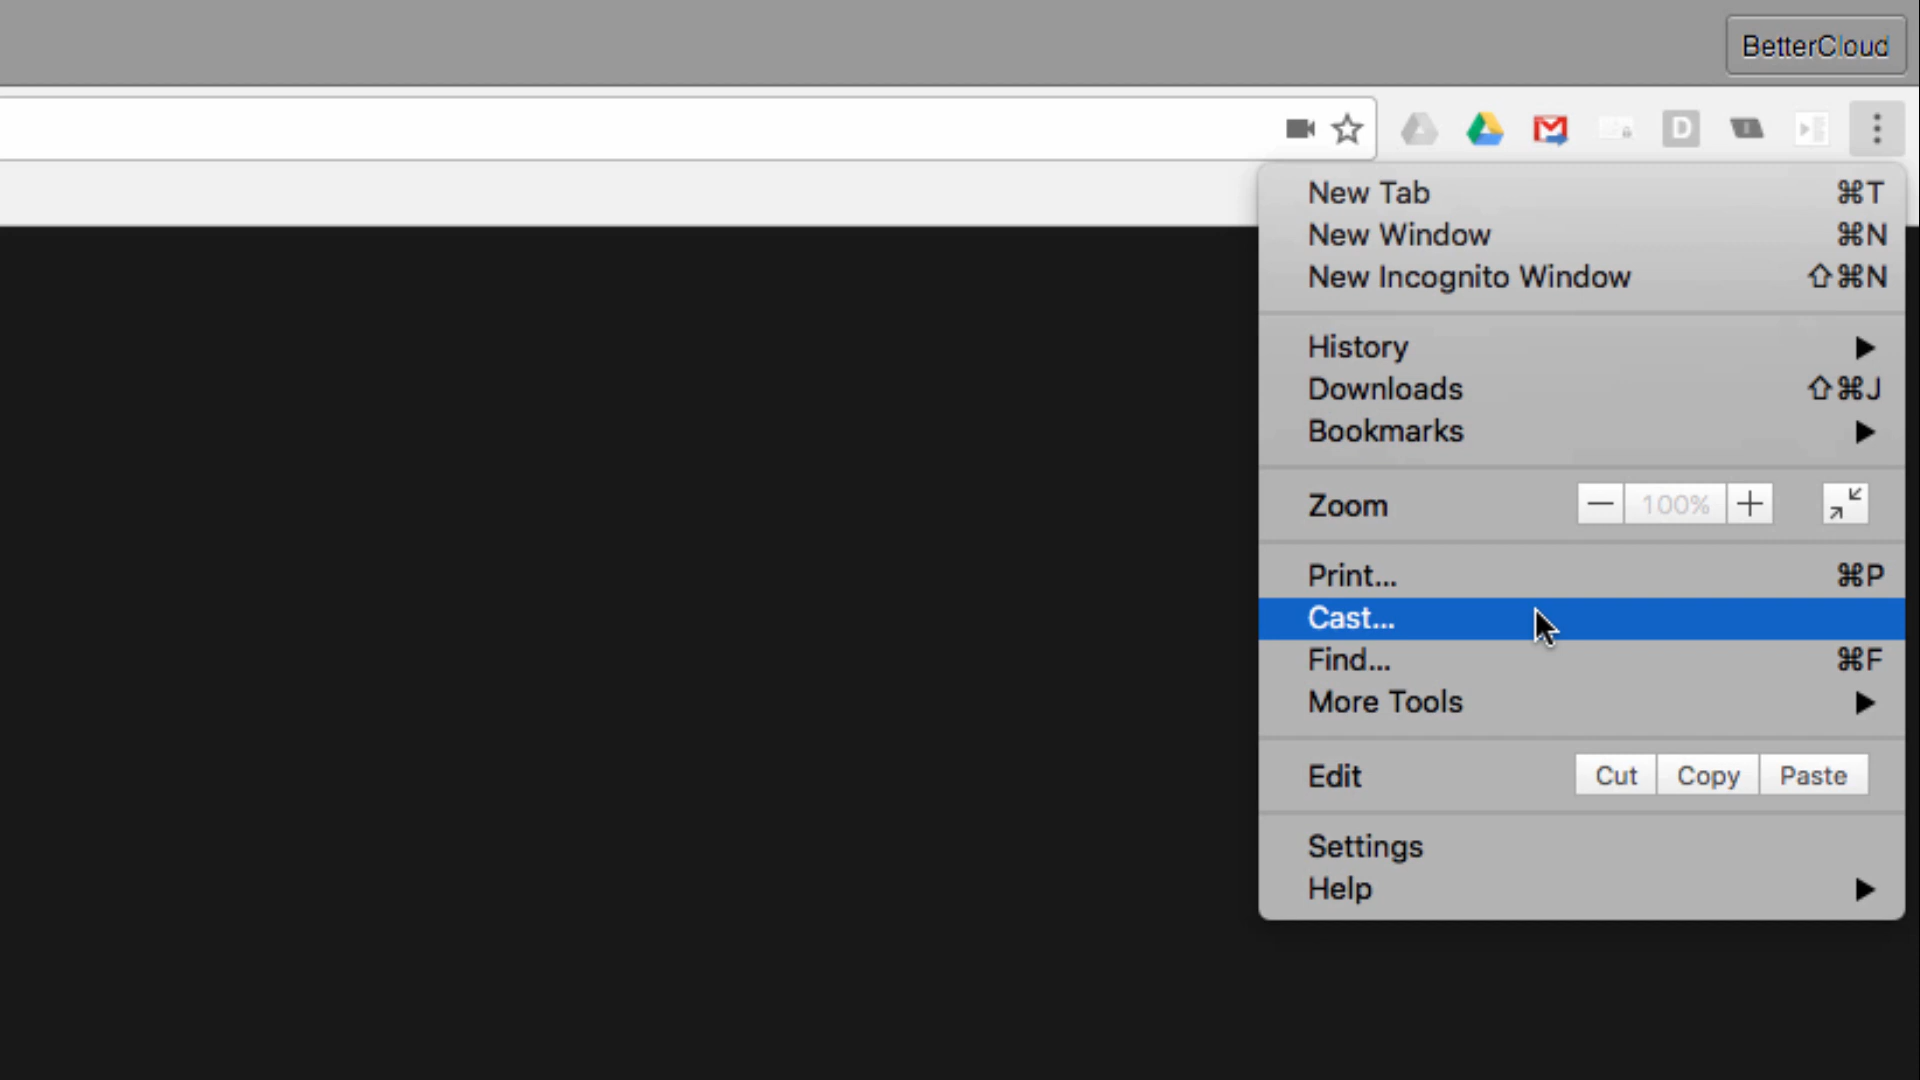 BetterCloud
D
New Tab ⌘T
New Window ⌘N
New Incognito Window ⇧⌘N
History ▶
Downloads ⇧⌘J
Bookmarks ▶
Zoom — 100% +
Print... ⌘P
Cast...
Find... ⌘F
More Tools ▶
Edit Cut Copy Paste
Settings
Help ▶